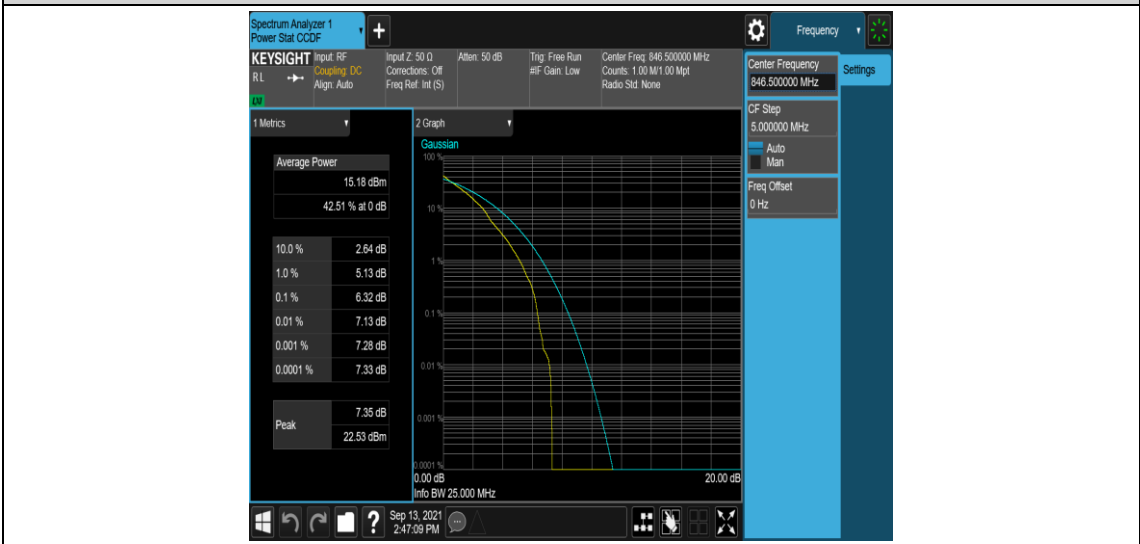 Spectrum Analyzer 1
Power Stat CCDF
+
Frequency
KEYSIGHT
RL
LXI
Input: RF
Coupling: DC
Align: Auto
Input Z: 50 Ω
Corrections: Off
Freq Ref: Int (S)
Atten: 50 dB
Trig: Free Run
#IF Gain: Low
Center Freq: 846.500000 MHz
Counts: 1.00 M/1.00 Mpt
Radio Std: None
Center Frequency
846.500000 MHz
Settings
CF Step
5.000000 MHz
Auto
Man
Freq Offset
0 Hz
1 Metrics
Average Power
15.18 dBm
42.51 % at 0 dB
10.0 % 2.64 dB
1.0 % 5.13 dB
0.1 % 6.32 dB
0.01 % 7.13 dB
0.001 % 7.28 dB
0.0001 % 7.33 dB
Peak 7.35 dB
22.53 dBm
2 Graph
Gaussian
100 %
10 %
1 %
0.1 %
0.01 %
0.001 %
0.0001 %
0.00 dB 20.00 dB
Info BW 25.000 MHz
?
Sep 13, 2021
2:47:09 PM